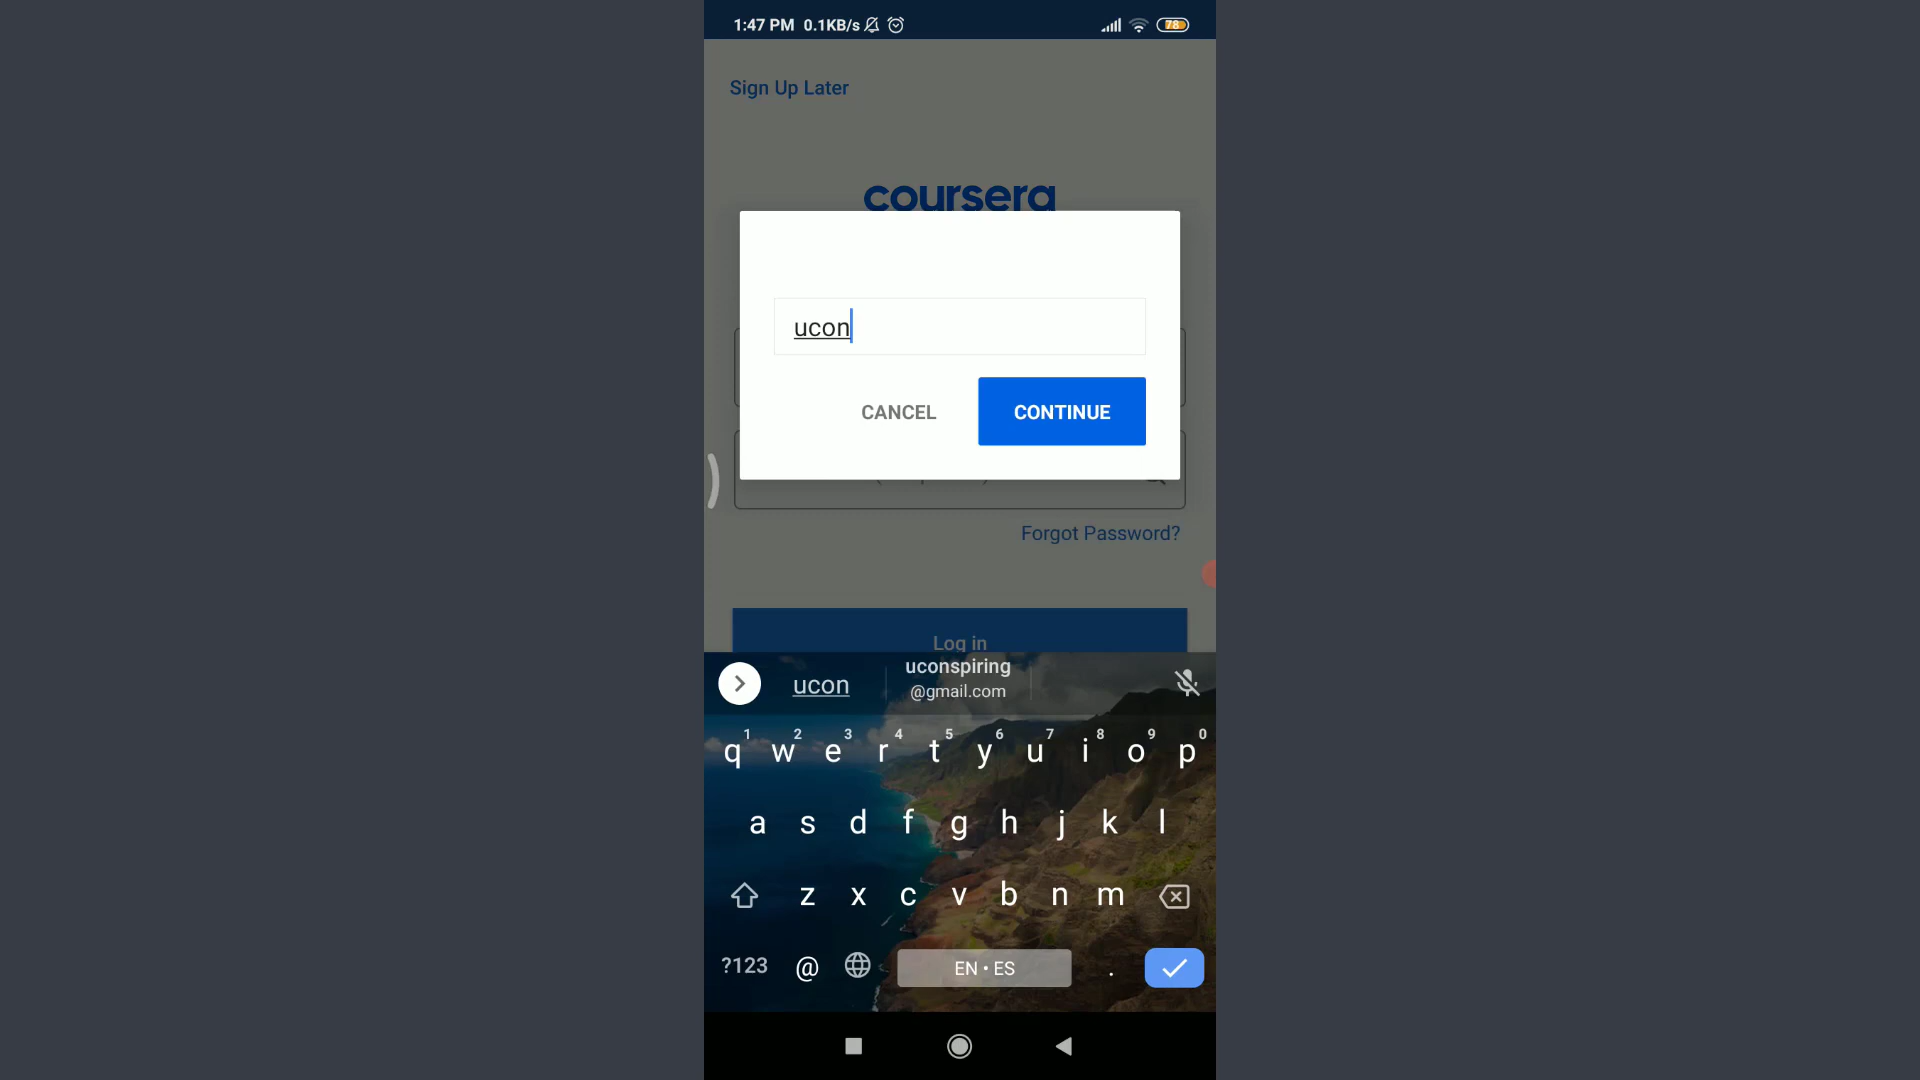 1:47 PM 0.1KB/s 78
Sign Up Later
coursera
ucon
CANCEL CONTINUE
Forgot Password?
Log in
ucon uconspiring
@gmail.com
1 2 3 4 5 6 7 8 9 0
q w e r t y u i o p
a s d f g h j k l
z x c v b n m
?123 @ EN • ES .